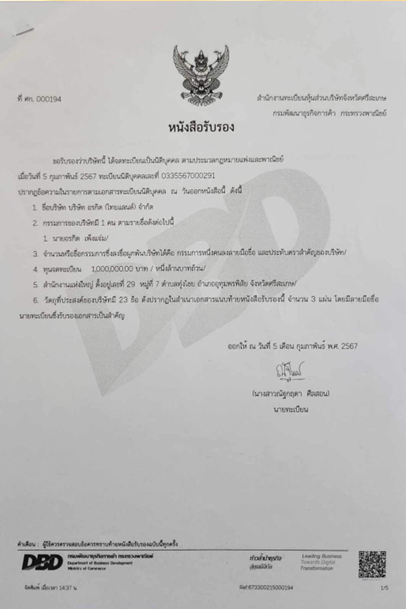 ที่ ศก. 000194
สำนักงานทะเบียนหุ้นส่วนบริษัทจังหวัดศรีสะเกษ
กรมพัฒนาธุรกิจการค้า กระทรวงพาณิชย์
หนังสือรับรอง
ขอรับรองว่าบริษัทนี้ ได้จดทะเบียนเป็นนิติบุคคล ตามประมวลกฎหมายแพ่งและพาณิชย์
เมื่อวันที่ 5 กุมภาพันธ์ 2567 ทะเบียนนิติบุคคลเลขที่ 0335567000291
ปรากฏข้อความในรายการตามเอกสารทะเบียนนิติบุคคล ณ วันออกหนังสือนี้ ดังนี้
1. ชื่อบริษัท บริษัท อรกิต (ไทยแลนด์) จำกัด
2. กรรมการของบริษัทมี 1 คน ตามรายชื่อดังต่อไปนี้
1. นายอรกิต เพ็งแจ่ม/
3. จำนวนหรือชื่อกรรมการซึ่งลงชื่อผูกพันบริษัทได้คือ กรรมการหนึ่งคนลงลายมือชื่อ และประทับตราสำคัญของบริษัท/
4. ทุนจดทะเบียน 1,000,000.00 บาท / หนึ่งล้านบาทถ้วน/
5. สำนักงานแห่งใหญ่ ตั้งอยู่เลขที่ 29 หมู่ที่ 7 ตำบลทุ่งไชย อำเภออุทุมพรพิสัย จังหวัดศรีสะเกษ/
6. วัตถุที่ประสงค์ของบริษัทมี 23 ข้อ ดังปรากฏในสำเนาเอกสารแนบท้ายหนังสือรับรองนี้ จำนวน 3 แผ่น โดยมีลายมือชื่อ
นายทะเบียนซึ่งรับรองเอกสารเป็นสำคัญ
ออกให้ ณ วันที่ 5 เดือน กุมภาพันธ์ พ.ศ. 2567
นายทะเบียน
คำเตือน : ผู้ใช้ควรตรวจสอบข้อควรทราบท้ายหนังสือรับรองฉบับนี้ทุกครั้ง
DBD
กรมพัฒนาธุรกิจการค้า กระทรวงพาณิชย์
Department of Business Development
Ministry of Commerce
Leading Business
Towards Digital
Transformation
จัดพิมพ์ เมื่อเวลา 14:37 น.
Ref:673300215000194
1/5